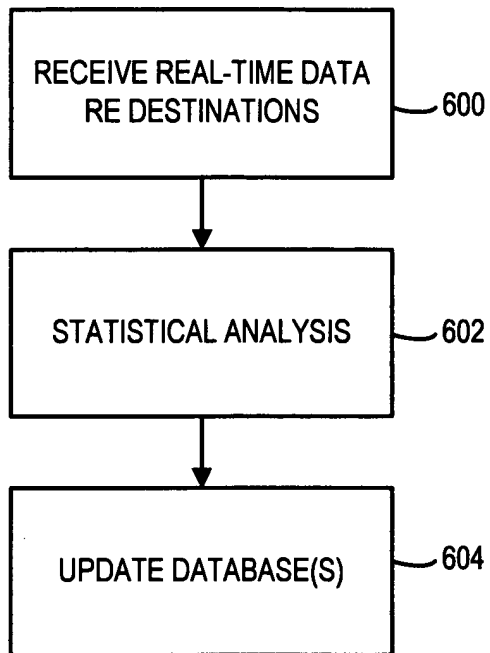 RECEIVE REAL-TIME DATA
RE DESTINATIONS
600
STATISTICAL ANALYSIS
602
UPDATE DATABASE(S)
604